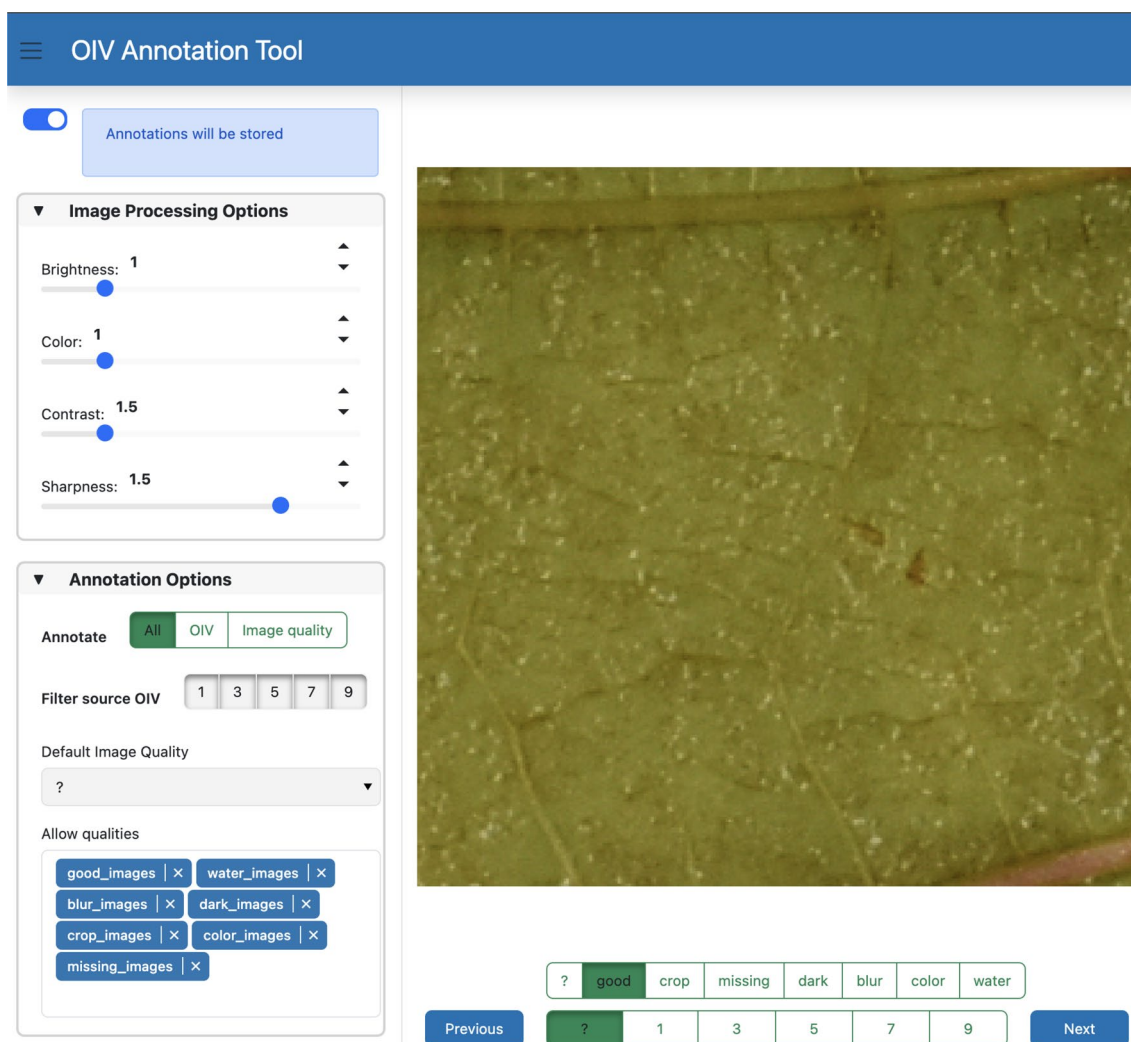 OIV Annotation Tool
Annotations will be stored
▼ Image Processing Options
Brightness: 1
Color: 1
Contrast: 1.5
Sharpness: 1.5
▼ Annotation Options
Annotate All OIV Image quality
Filter source OIV 1 3 5 7 9
Default Image Quality
?
Allow qualities
good_images × water_images ×
blur_images × dark_images ×
crop_images × color_images ×
missing_images ×
? good crop missing dark blur color water
Previous ? 1 3 5 7 9 Next